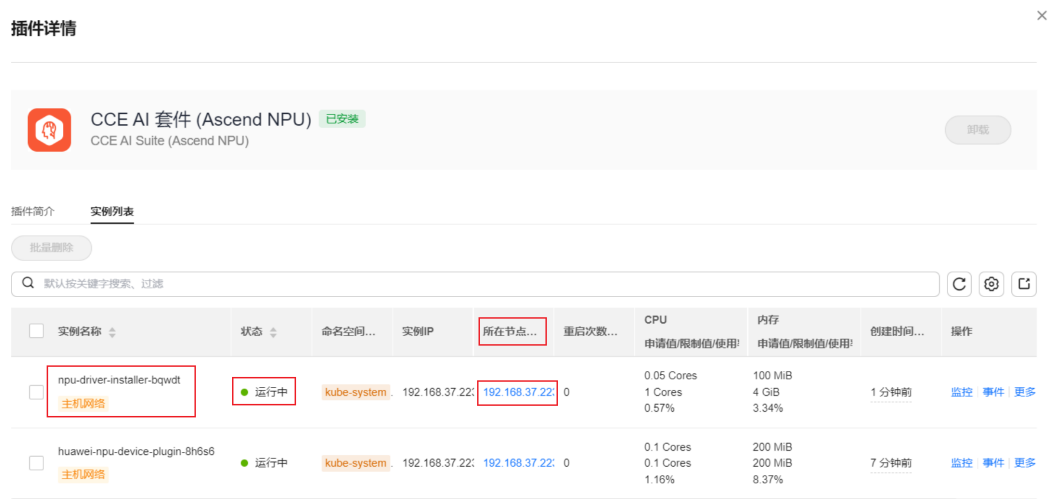 插件详情
CCE AI 套件 (Ascend NPU) 已安装
CCE AI Suite (Ascend NPU)
卸载
插件简介 实例列表
批量删除
默认按关键字搜索、过滤
实例名称 状态 命名空间... 实例IP 所在节点... 重启次数... CPU 内存 创建时间... 操作
申请值/限制值/使用 申请值/限制值/使用
npu-driver-installer-bqwdt 运行中 kube-system 192.168.37.22 192.168.37.22 0 0.05 Cores 100 MiB 1 分钟前 监控 事件 更多
主机网络 1 Cores 4 GiB
0.57% 3.34%
huawei-npu-device-plugin-8h6s6 运行中 kube-system 192.168.37.22 192.168.37.22 0 0.1 Cores 200 MiB 7 分钟前 监控 事件 更多
主机网络 0.1 Cores 200 MiB
1.16% 8.37%